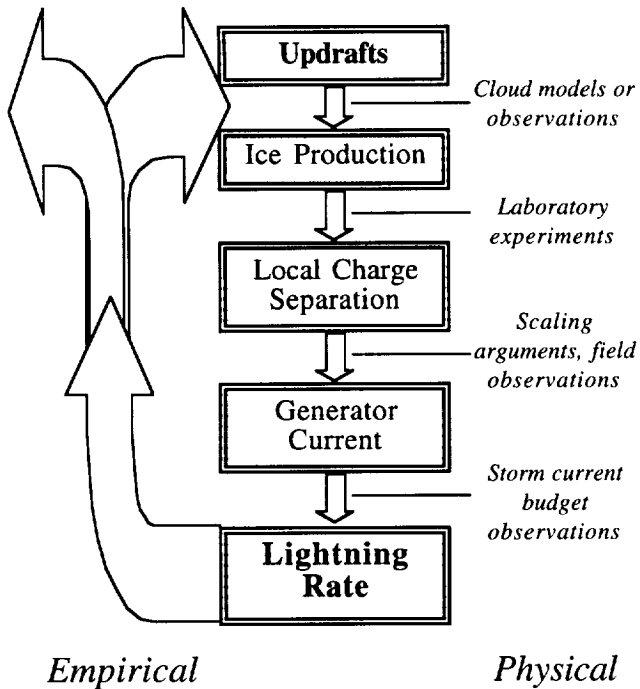 Updrafts
Cloud models or
observations
Ice Production
Laboratory
experiments
Local Charge
Separation
Scaling
arguments, field
observations
Generator
Current
Storm current
budget
observations
Lightning
Rate
Empirical
Physical